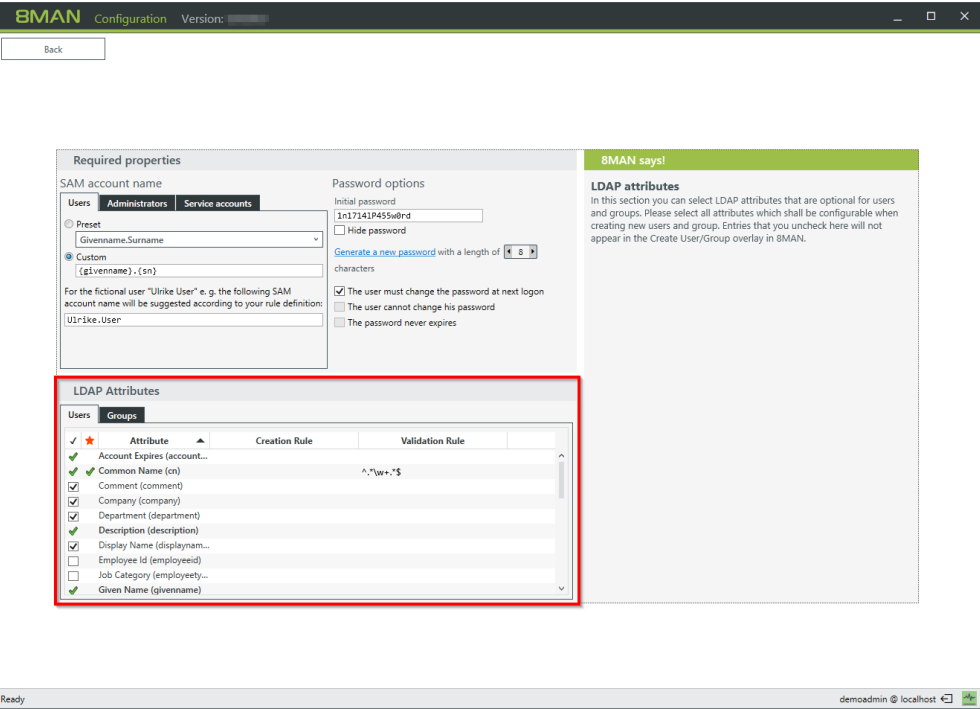 8MAN Configuration Version:
Back
Required properties
SAM account name
Users Administrators Service accounts
Preset
Givenname.Surname
Custom
{givenname}.{sn}
For the fictional user "Ulrike User" e. g. the following SAM
account name will be suggested according to your rule definition:
Ulrike.User
Password options
Initial password
1n17141P455w0rd
Hide password
Generate a new password with a length of 8
characters
The user must change the password at next logon
The user cannot change his password
The password never expires
8MAN says!
LDAP attributes
In this section you can select LDAP attributes that are optional for users
and groups. Please select all attributes which shall be configurable when
creating new users and group. Entries that you uncheck here will not
appear in the Create User/Group overlay in 8MAN.
LDAP Attributes
Users Groups
Attribute Creation Rule Validation Rule
Account Expires (account...
Common Name (cn) ^.*\w+.*$
Comment (comment)
Company (company)
Department (department)
Description (description)
Display Name (displaynam...
Employee Id (employeeid)
Job Category (employeety...
Given Name (givenname)
Ready
demoadmin @ localhost